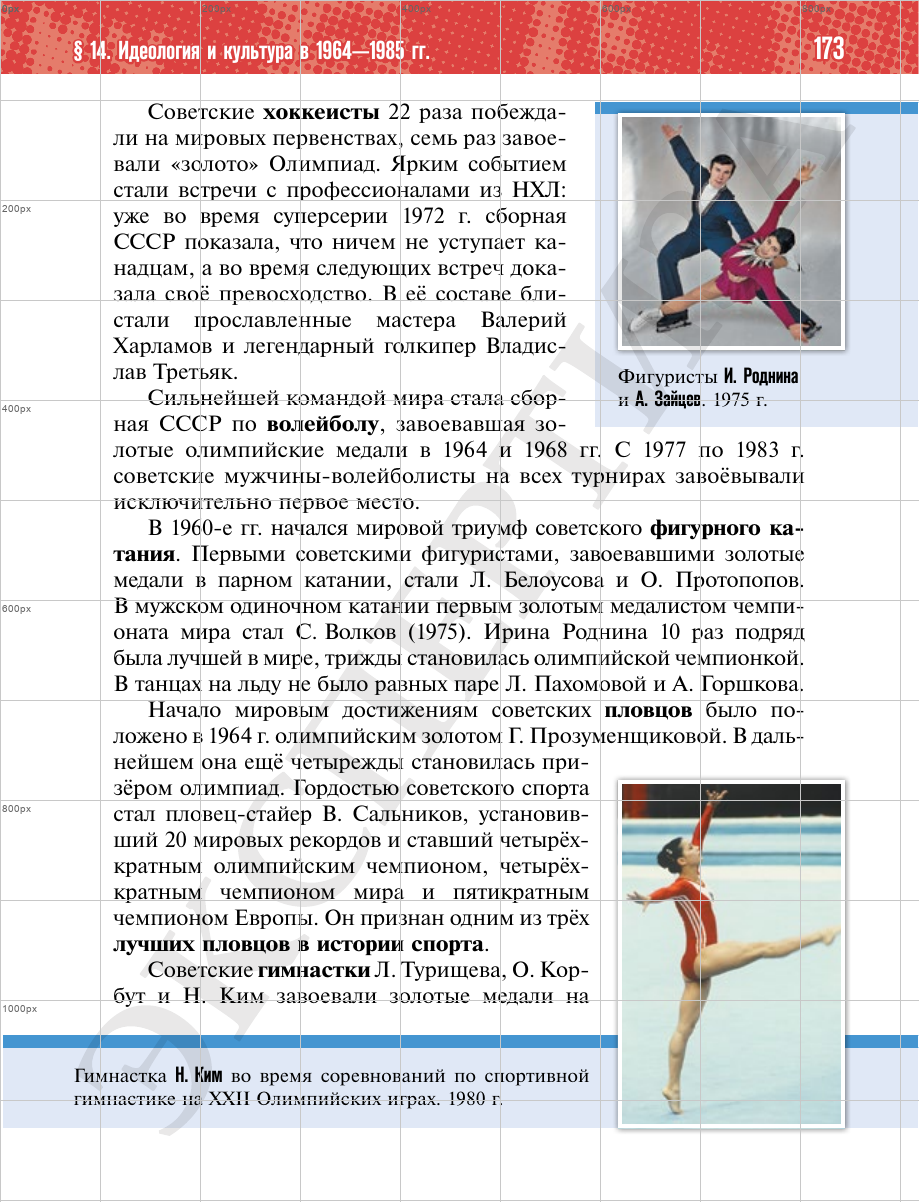 § 14. Идеология и культура в 1964—1985 гг.
173
Советские хоккеисты 22 раза побежда-
ли на мировых первенствах, семь раз завое-
вали «золото» Олимпиад. Ярким событием
стали встречи с профессионалами из НХЛ:
уже во время суперсерии 1972 г. сборная
СССР показала, что ничем не уступает ка-
надцам, а во время следующих встреч дока-
зала своё превосходство. В её составе бли-
стали прославленные мастера Валерий
Харламов и легендарный голкипер Владис-
лав Третьяк.
Фигуристы И. Роднина
и А. Зайцев. 1975 г.
Сильнейшей командой мира стала сбор-
ная СССР по волейболу, завоевавшая зо-
лотые олимпийские медали в 1964 и 1968 гг. С 1977 по 1983 г.
советские мужчины-волейболисты на всех турнирах завоёвывали
исключительно первое место.
В 1960-е гг. начался мировой триумф советского фигурного ка-
тания. Первыми советскими фигуристами, завоевавшими золотые
медали в парном катании, стали Л. Белоусова и О. Протопопов.
В мужском одиночном катании первым золотым медалистом чемпи-
оната мира стал С. Волков (1975). Ирина Роднина 10 раз подряд
была лучшей в мире, трижды становилась олимпийской чемпионкой.
В танцах на льду не было равных паре Л. Пахомовой и А. Горшкова.
Начало мировым достижениям советских пловцов было по-
ложено в 1964 г. олимпийским золотом Г. Прозуменщиковой. В даль-
нейшем она ещё четырежды становилась при-
зёром олимпиад. Гордостью советского спорта
стал пловец-стайер В. Сальников, установив-
ший 20 мировых рекордов и ставший четырёх-
кратным олимпийским чемпионом, четырёх-
кратным чемпионом мира и пятикратным
чемпионом Европы. Он признан одним из трёх
лучших пловцов в истории спорта.
Советские гимнастки Л. Турищева, О. Кор-
бут и Н. Ким завоевали золотые медали на
Гимнастка Н. Ким во время соревнований по спортивной
гимнастике на XXII Олимпийских играх. 1980 г.
ЭКСПЕРТИЗА
200px
400px
600px
800px
1000px